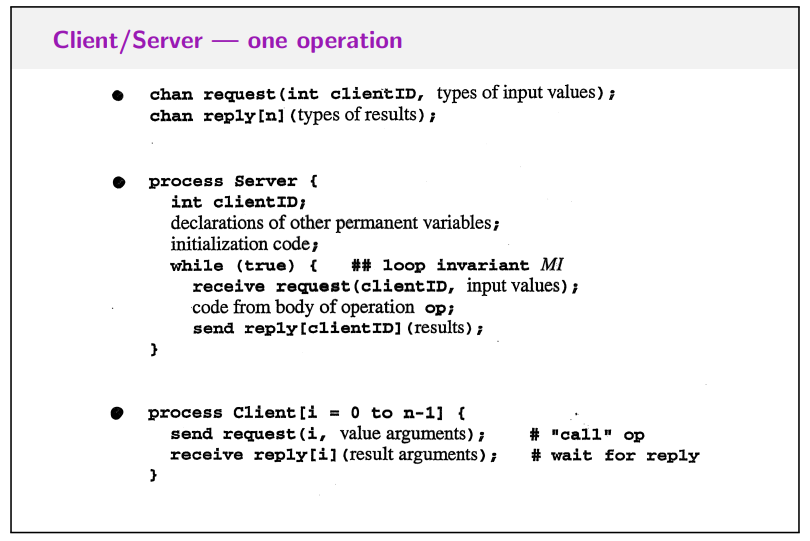 Client/Server — one operation
● chan request(int clientID, types of input values);
chan reply[n](types of results);
● process Server {
int clientID;
declarations of other permanent variables;
initialization code;
while (true) { ## loop invariant MI
receive request(clientID, input values);
code from body of operation op;
send reply[clientID](results);
}
● process Client[i = 0 to n-1] {
send request(i, value arguments); # "call" op
receive reply[i](result arguments); # wait for reply
}